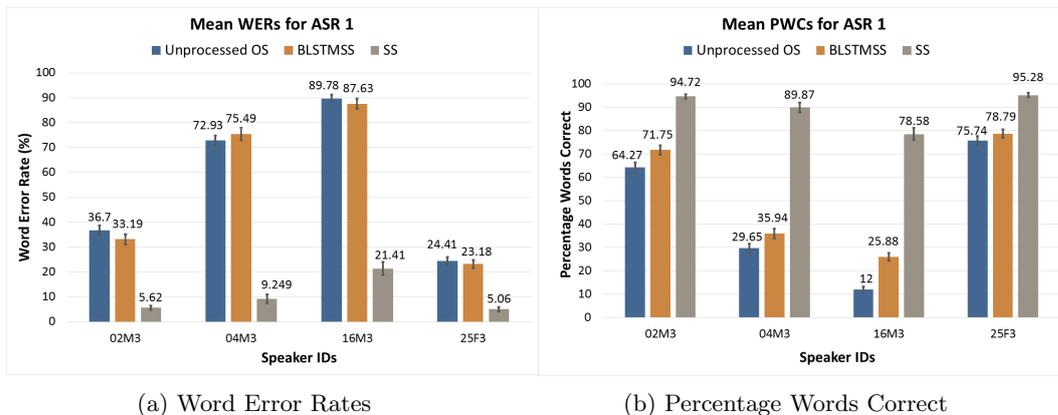 Mean WERs for ASR 1
Unprocessed OS BLSTMSS SS
Word Error Rate (%)
100
90
80
70
60
50
40
30
20
10
0
36.7 33.19 5.62
72.93 75.49 9.249
89.78 87.63 21.41
24.41 23.18 5.06
02M3 04M3 16M3 25F3
Speaker IDs
(a) Word Error Rates
Mean PWCs for ASR 1
Unprocessed OS BLSTMSS SS
Percentage Words Correct
100
90
80
70
60
50
40
30
20
10
0
64.27 71.75 94.72
29.65 35.94 89.87
12 25.88 78.58
75.74 78.79 95.28
02M3 04M3 16M3 25F3
Speaker IDs
(b) Percentage Words Correct